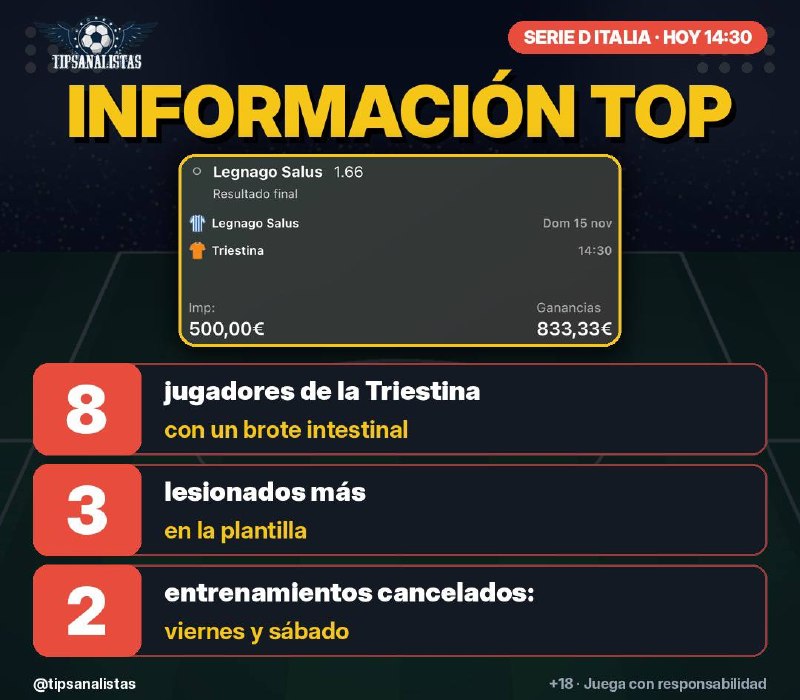 TIPSANALISTAS
SERIE D ITALIA · HOY 14:30
INFORMACIÓN TOP
Legnago Salus 1.66
Resultado final
Legnago Salus Dom 15 nov
Triestina 14:30
Imp: Ganancias
500,00€ 833,33€
8 jugadores de la Triestina
con un brote intestinal
3 lesionados más
en la plantilla
2 entrenamientos cancelados:
viernes y sábado
@tipsanalistas +18 · Juega con responsabilidad